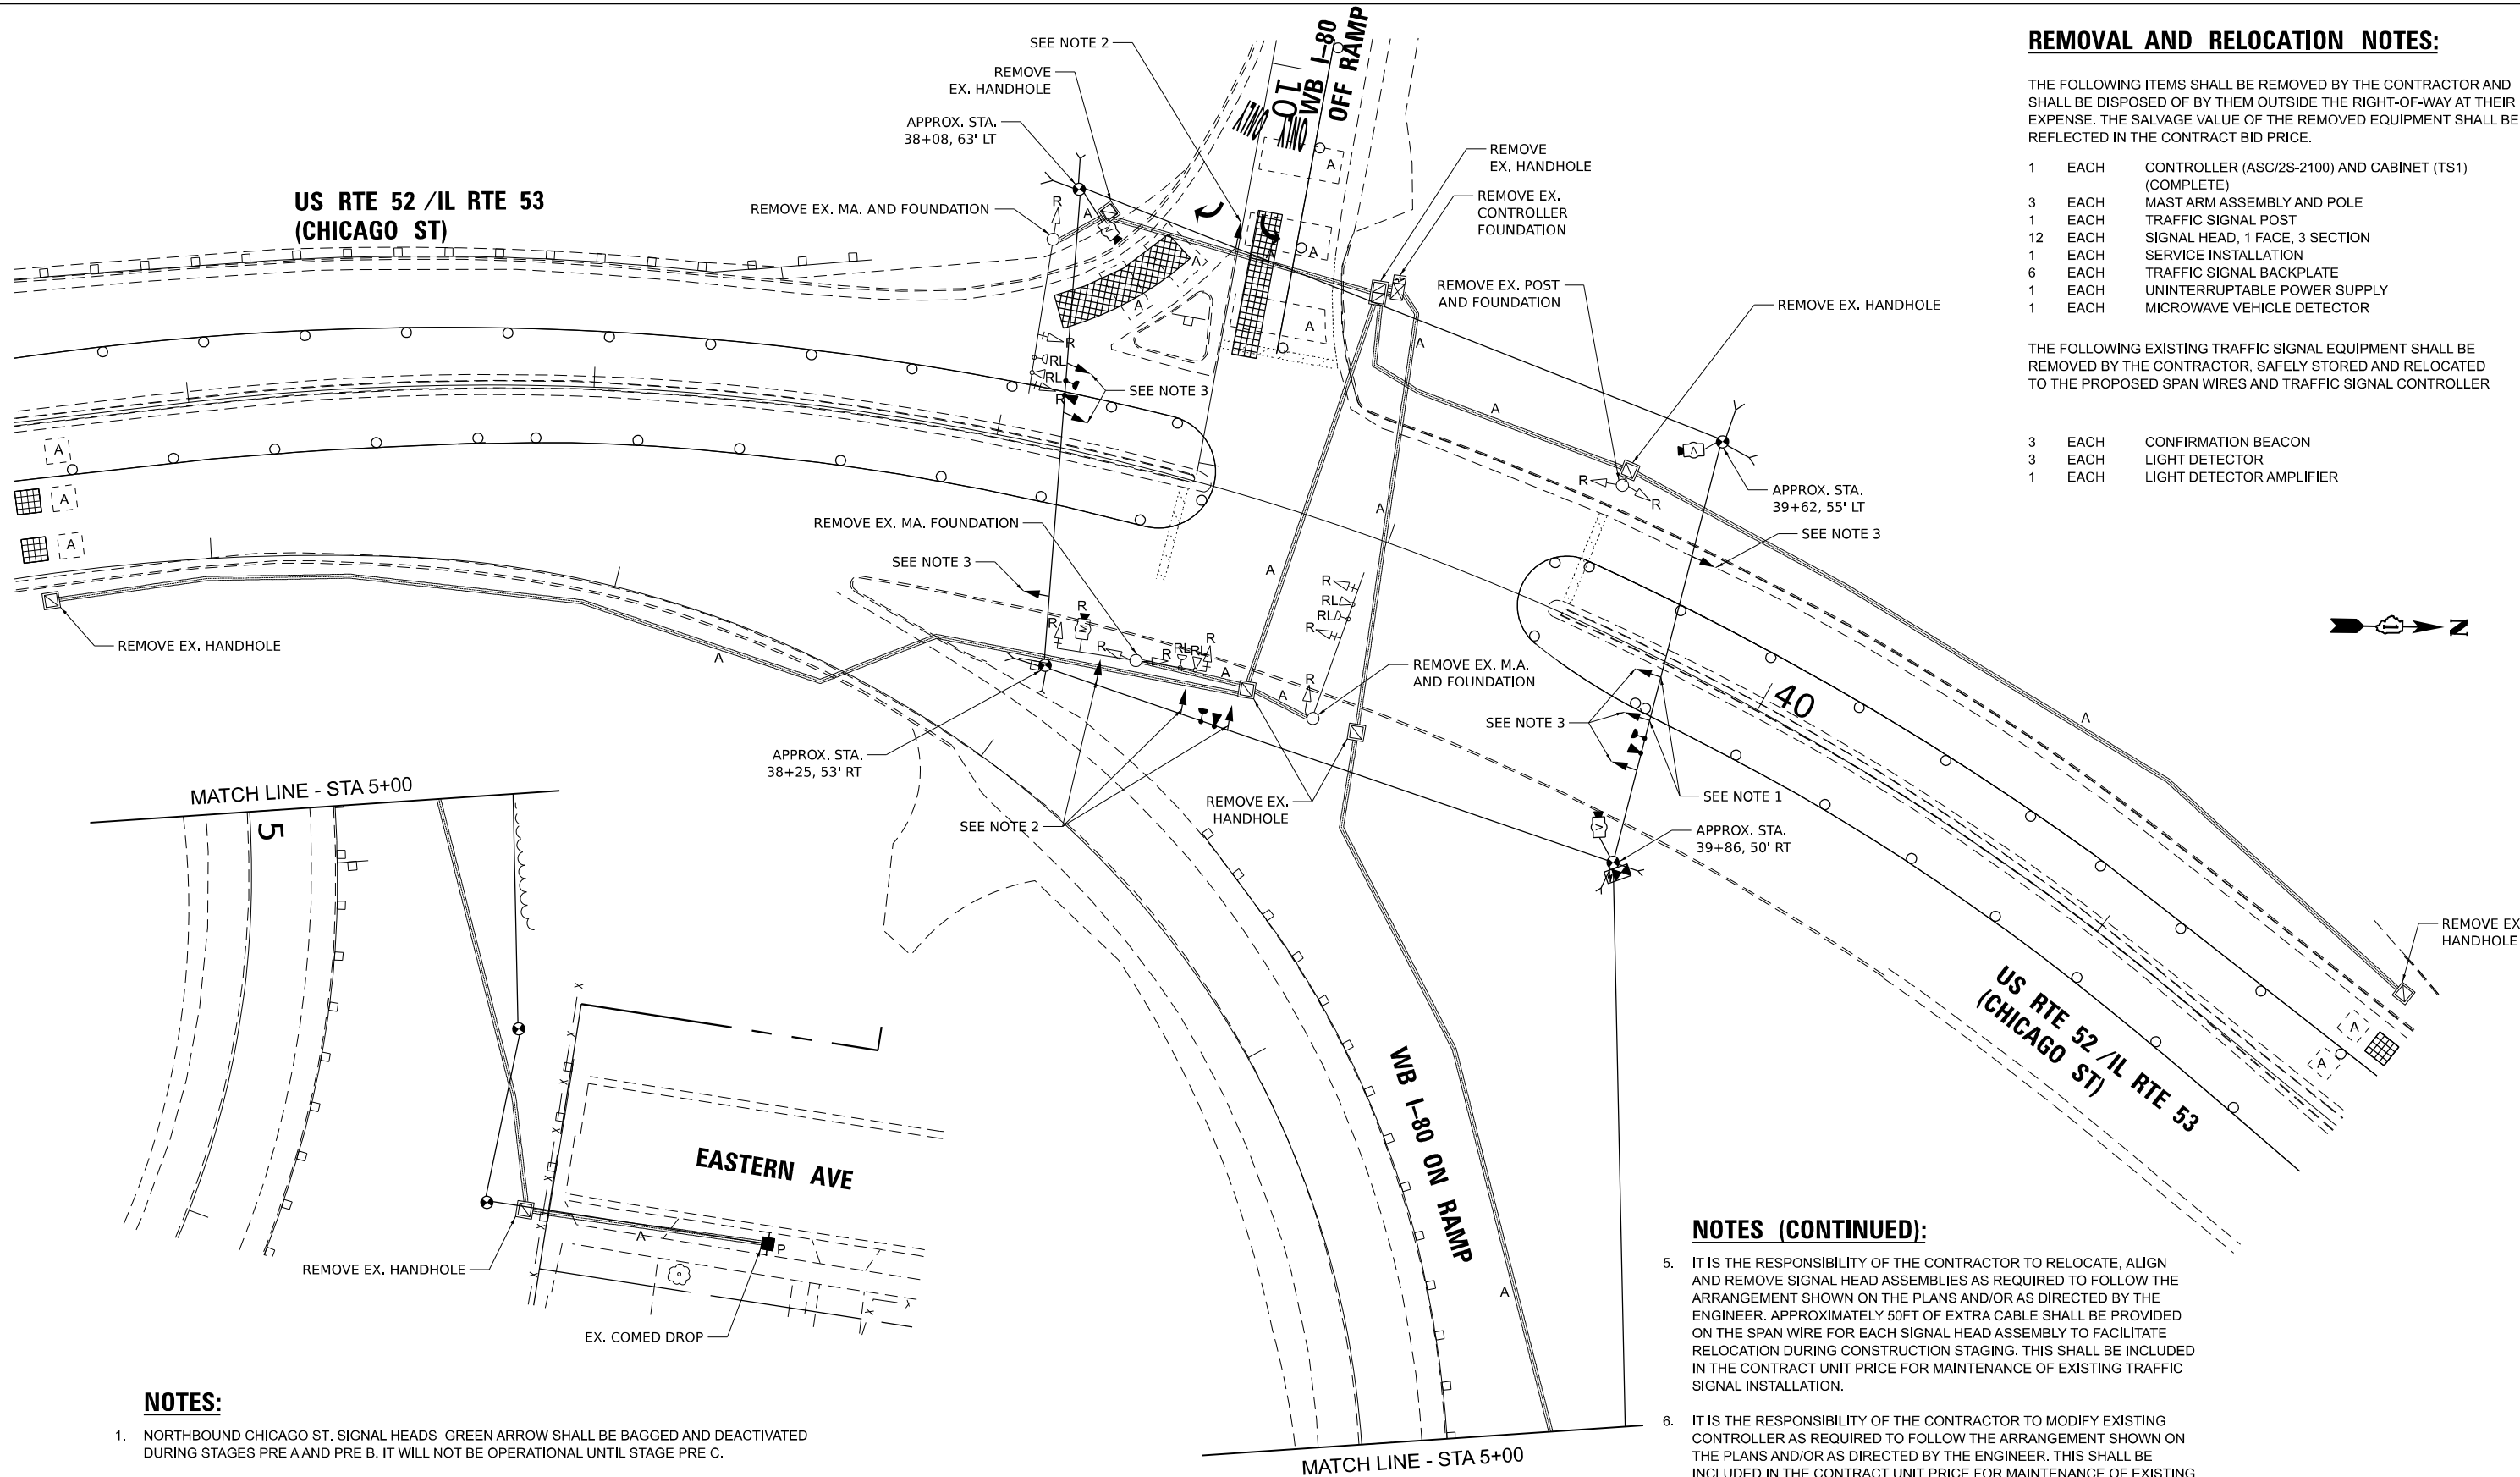 REMOVAL AND RELOCATION NOTES:
THE FOLLOWING ITEMS SHALL BE REMOVED BY THE CONTRACTOR AND
SHALL BE DISPOSED OF BY THEM OUTSIDE THE RIGHT-OF-WAY AT THEIR
EXPENSE. THE SALVAGE VALUE OF THE REMOVED EQUIPMENT SHALL BE
REFLECTED IN THE CONTRACT BID PRICE.
1 EACH CONTROLLER (ASC/2S-2100) AND CABINET (TS1)
(COMPLETE)
3 EACH MAST ARM ASSEMBLY AND POLE
1 EACH TRAFFIC SIGNAL POST
12 EACH SIGNAL HEAD, 1 FACE, 3 SECTION
1 EACH SERVICE INSTALLATION
6 EACH TRAFFIC SIGNAL BACKPLATE
1 EACH UNINTERRUPTABLE POWER SUPPLY
1 EACH MICROWAVE VEHICLE DETECTOR
THE FOLLOWING EXISTING TRAFFIC SIGNAL EQUIPMENT SHALL BE
REMOVED BY THE CONTRACTOR, SAFELY STORED AND RELOCATED
TO THE PROPOSED SPAN WIRES AND TRAFFIC SIGNAL CONTROLLER
3 EACH CONFIRMATION BEACON
3 EACH LIGHT DETECTOR
1 EACH LIGHT DETECTOR AMPLIFIER
SEE NOTE 2
REMOVE
EX. HANDHOLE
APPROX. STA.
38+08, 63' LT
REMOVE EX. MA. AND FOUNDATION
US RTE 52 /IL RTE 53
(CHICAGO ST)
WB I-80
OFF RAMP
10
ONLY
ONLY
REMOVE
EX. HANDHOLE
REMOVE EX.
CONTROLLER
FOUNDATION
REMOVE EX. POST
AND FOUNDATION
REMOVE EX. HANDHOLE
R
A
A
A
A
A
A
A
R
RL
RL
R
SEE NOTE 3
A
A
A
A
A
R
R
APPROX. STA.
39+62, 55' LT
SEE NOTE 3
N
REMOVE EX. MA. FOUNDATION
SEE NOTE 3
A
A
R
RL
RL
R
R
R
M
R
R
RL
RL
R
A
A
R
REMOVE EX. M.A.
AND FOUNDATION
REMOVE EX. HANDHOLE
A
APPROX. STA.
38+25, 53' RT
SEE NOTE 2
REMOVE EX.
HANDHOLE
SEE NOTE 3
SEE NOTE 1
40
V
V
APPROX. STA.
39+86, 50' RT
A
REMOVE EX
HANDHOLE
A
A
US RTE 52 /IL RTE 53
(CHICAGO ST)
WB I-80 ON RAMP
A
MATCH LINE - STA 5+00
MATCH LINE - STA 5+00
5
EASTERN AVE
X
X
X
X
X
X
X
X
A
P
REMOVE EX. HANDHOLE
EX. COMED DROP
NOTES:
1. NORTHBOUND CHICAGO ST. SIGNAL HEADS GREEN ARROW SHALL BE BAGGED AND DEACTIVATED
DURING STAGES PRE A AND PRE B. IT WILL NOT BE OPERATIONAL UNTIL STAGE PRE C.
NOTES (CONTINUED):
5. IT IS THE RESPONSIBILITY OF THE CONTRACTOR TO RELOCATE, ALIGN
AND REMOVE SIGNAL HEAD ASSEMBLIES AS REQUIRED TO FOLLOW THE
ARRANGEMENT SHOWN ON THE PLANS AND/OR AS DIRECTED BY THE
ENGINEER. APPROXIMATELY 50FT OF EXTRA CABLE SHALL BE PROVIDED
ON THE SPAN WIRE FOR EACH SIGNAL HEAD ASSEMBLY TO FACILITATE
RELOCATION DURING CONSTRUCTION STAGING. THIS SHALL BE INCLUDED
IN THE CONTRACT UNIT PRICE FOR MAINTENANCE OF EXISTING TRAFFIC
SIGNAL INSTALLATION.
6. IT IS THE RESPONSIBILITY OF THE CONTRACTOR TO MODIFY EXISTING
CONTROLLER AS REQUIRED TO FOLLOW THE ARRANGEMENT SHOWN ON
THE PLANS AND/OR AS DIRECTED BY THE ENGINEER. THIS SHALL BE
INCLUDED IN THE CONTRACT UNIT PRICE FOR MAINTENANCE OF EXISTING